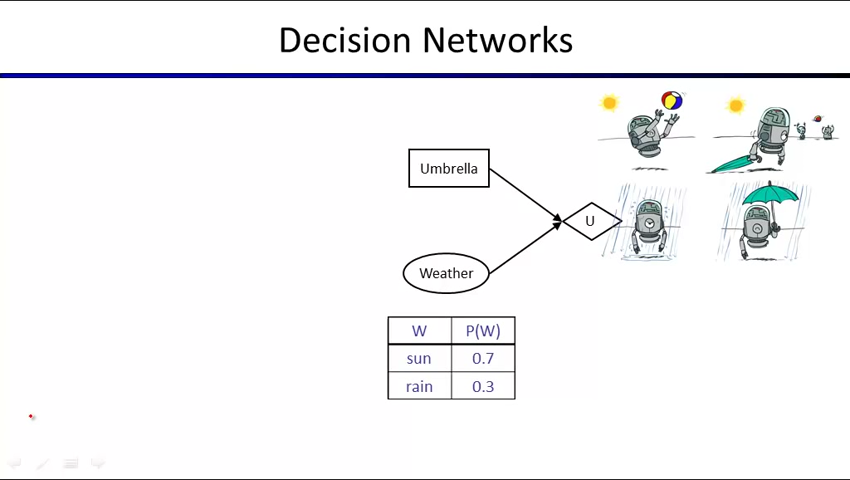 Decision Networks
Umbrella
U
Weather
W P(W)
sun 0.7
rain 0.3